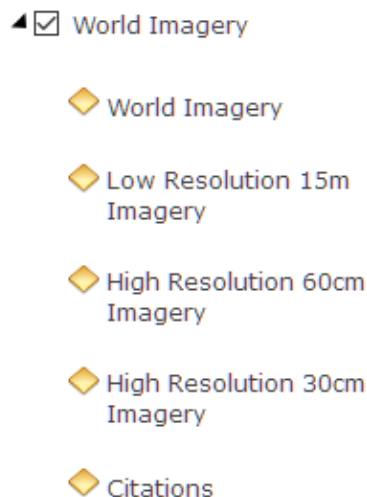 World Imagery
World Imagery
Low Resolution 15m
Imagery
High Resolution 60cm
Imagery
High Resolution 30cm
Imagery
Citations